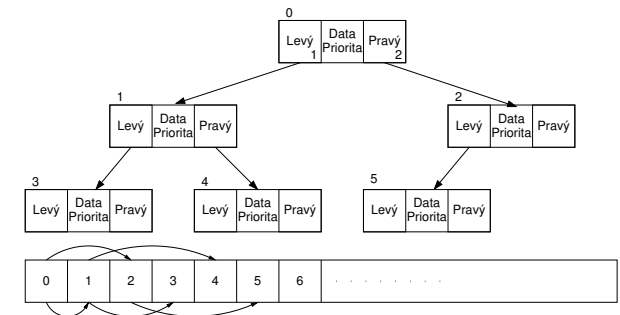 0
Levý
1
Data
Priorita
Pravý
2
1
Levý
Data
Priorita
Pravý
2
Levý
Data
Priorita
Pravý
3
Levý
Data
Priorita
Pravý
4
Levý
Data
Priorita
Pravý
5
Levý
Data
Priorita
Pravý
0 1 2 3 4 5 6 . . . . . . . .